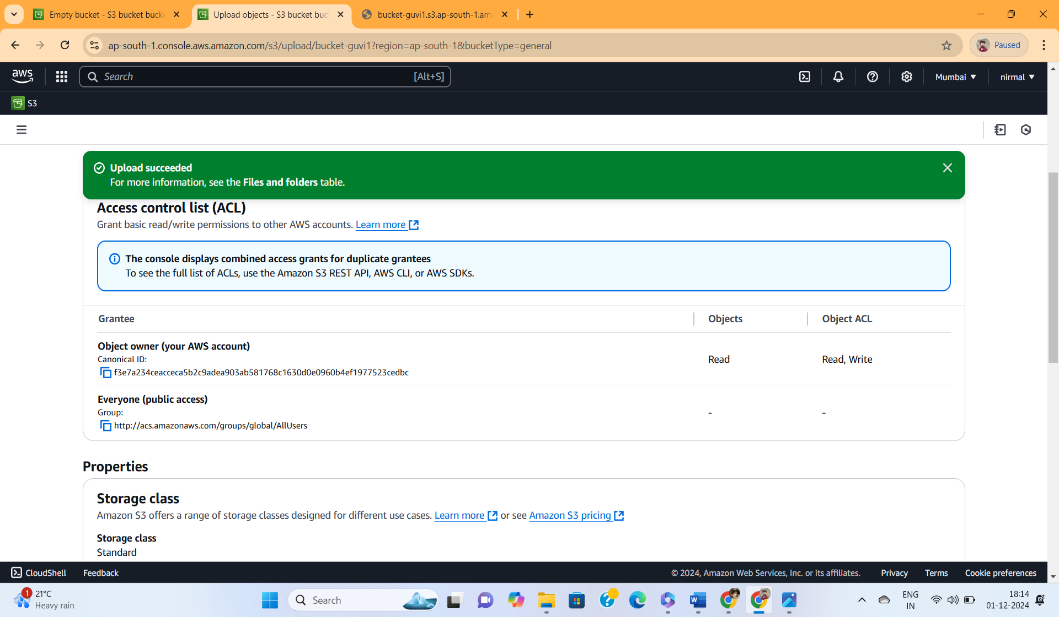 Empty bucket - S3 bucket buck
Upload objects - S3 bucket buc
bucket-guvi1.s3.ap-south-1.am
ap-south-1.console.aws.amazon.com/s3/upload/bucket-guvi1?region=ap-south-1&bucketType=general
Paused
aws
Search
[Alt+S]
Mumbai
nirmal
S3
Upload succeeded
For more information, see the Files and folders table.
Access control list (ACL)
Grant basic read/write permissions to other AWS accounts. Learn more
The console displays combined access grants for duplicate grantees
To see the full list of ACLs, use the Amazon S3 REST API, AWS CLI, or AWS SDKs.
Grantee
Objects
Object ACL
Object owner (your AWS account)
Canonical ID:
f3e7a234ceacceca5b2c9adea903ab581768c1630d0e0960b4ef1977523cedbc
Read
Read, Write
Everyone (public access)
Group:
http://acs.amazonaws.com/groups/global/AllUsers
-
-
Properties
Storage class
Amazon S3 offers a range of storage classes designed for different use cases. Learn more or see Amazon S3 pricing
Storage class
Standard
CloudShell
Feedback
© 2024, Amazon Web Services, Inc. or its affiliates.
Privacy
Terms
Cookie preferences
1
21°C
Heavy rain
Search
ENG
IN
18:14
01-12-2024